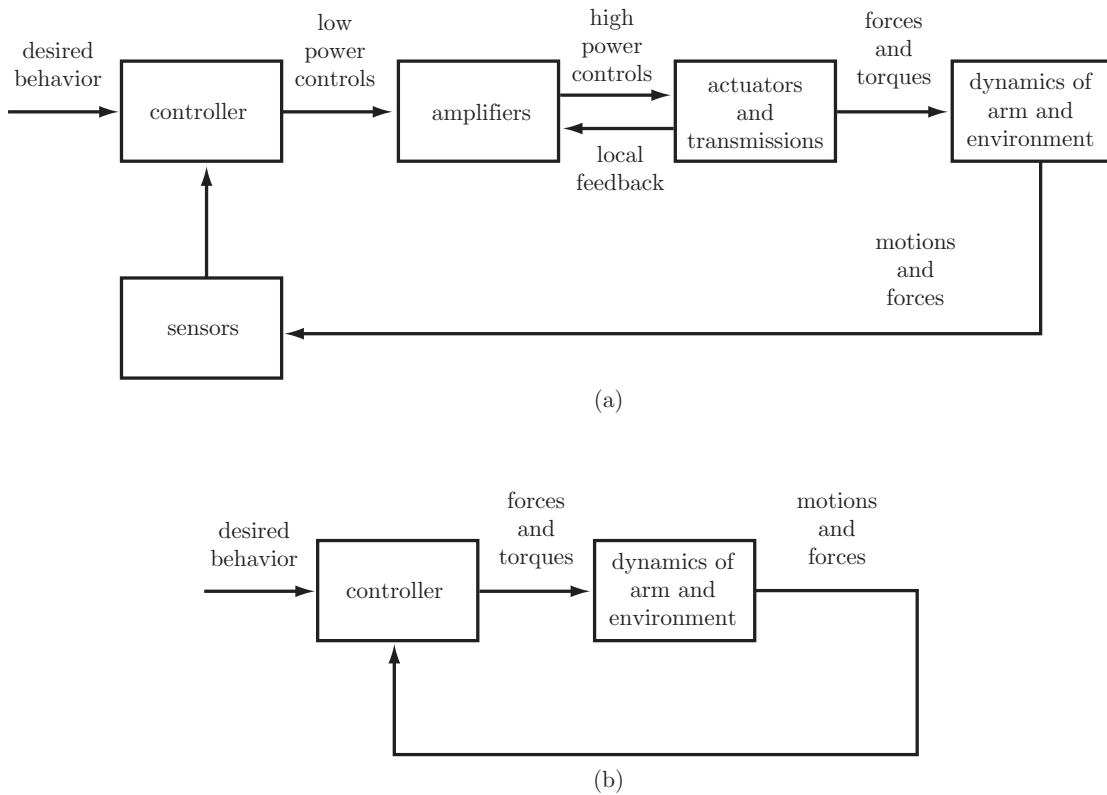 desired
behavior
controller
low
power
controls
amplifiers
high
power
controls
local
feedback
actuators
and
transmissions
forces
and
torques
dynamics of
arm and
environment
motions
and
forces
sensors
(a)
desired
behavior
controller
forces
and
torques
dynamics of
arm and
environment
motions
and
forces
(b)